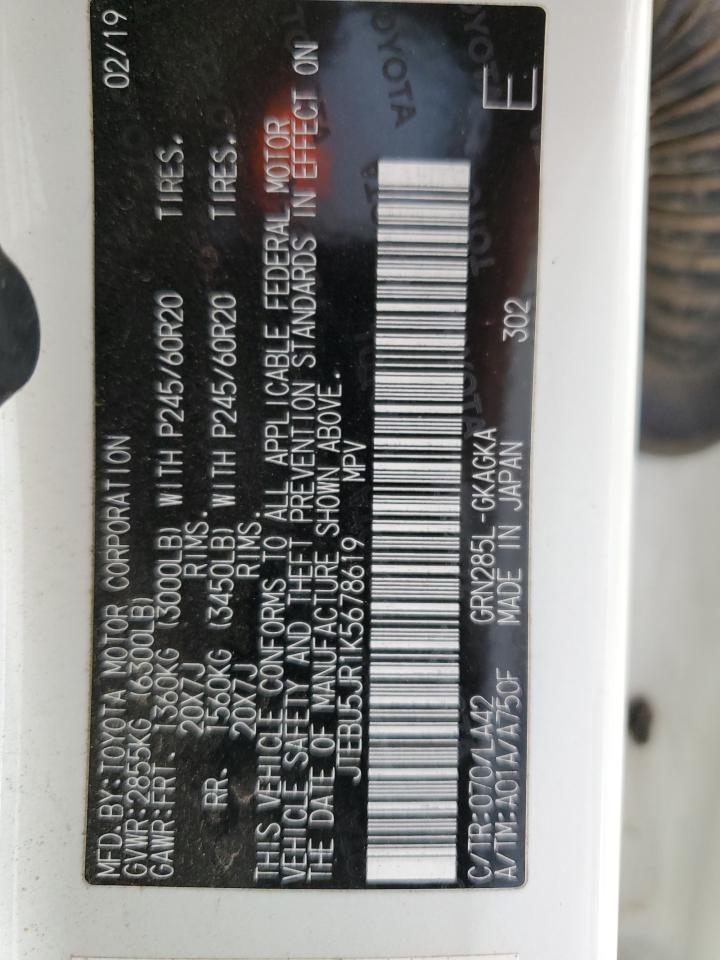 MFD.BY:TOYOTA MOTOR CORPORATION 02/19
GVWR:2855KG (6300LB)
GAWR:FRT. 1360KG (3000LB) WITH P245/60R20 TIRES.
20X7J RIMS.
RR. 1560KG (3450LB) WITH P245/60R20 TIRES.
20X7J RIMS.
THIS VEHICLE CONFORMS TO ALL APPLICABLE FEDERAL MOTOR
VEHICLE SAFETY AND THEFT PREVENTION STANDARDS IN EFFECT ON
THE DATE OF MANUFACTURE SHOWN ABOVE.
JTEBU5JR1K5678619 MPV
C/TR:070/LA42 GRN285L-GKAGKA
A/TM:A01A/A750F MADE IN JAPAN 302 E